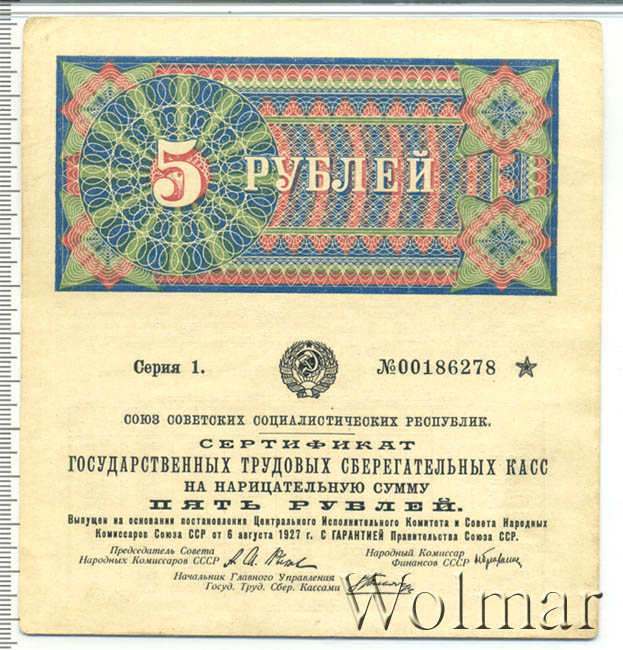 5 РУБЛЕЙ
Серия 1.
№00186278
СОЮЗ СОВЕТСКИХ СОЦИАЛИСТИЧЕСКИХ РЕСПУБЛИК.
СЕРТИФИКАТ
ГОСУДАРСТВЕННЫХ ТРУДОВЫХ СБЕРЕГАТЕЛЬНЫХ КАСС
НА НАРИЦАТЕЛЬНУЮ СУММУ
ПЯТЬ РУБЛЕЙ.
Выпущен на основании постановления Центрального Исполнительного Комитета и Совета Народных
Комиссаров Союза ССР от 6 августа 1927 г. С ГАРАНТИЕЙ Правительства Союза ССР.
Председатель Совета
Народных Комиссаров СССР
Народный Комиссар
Финансов СССР
Начальник Главного Управления
Госуд. Труд. Сбер. Кассами
Wolmar